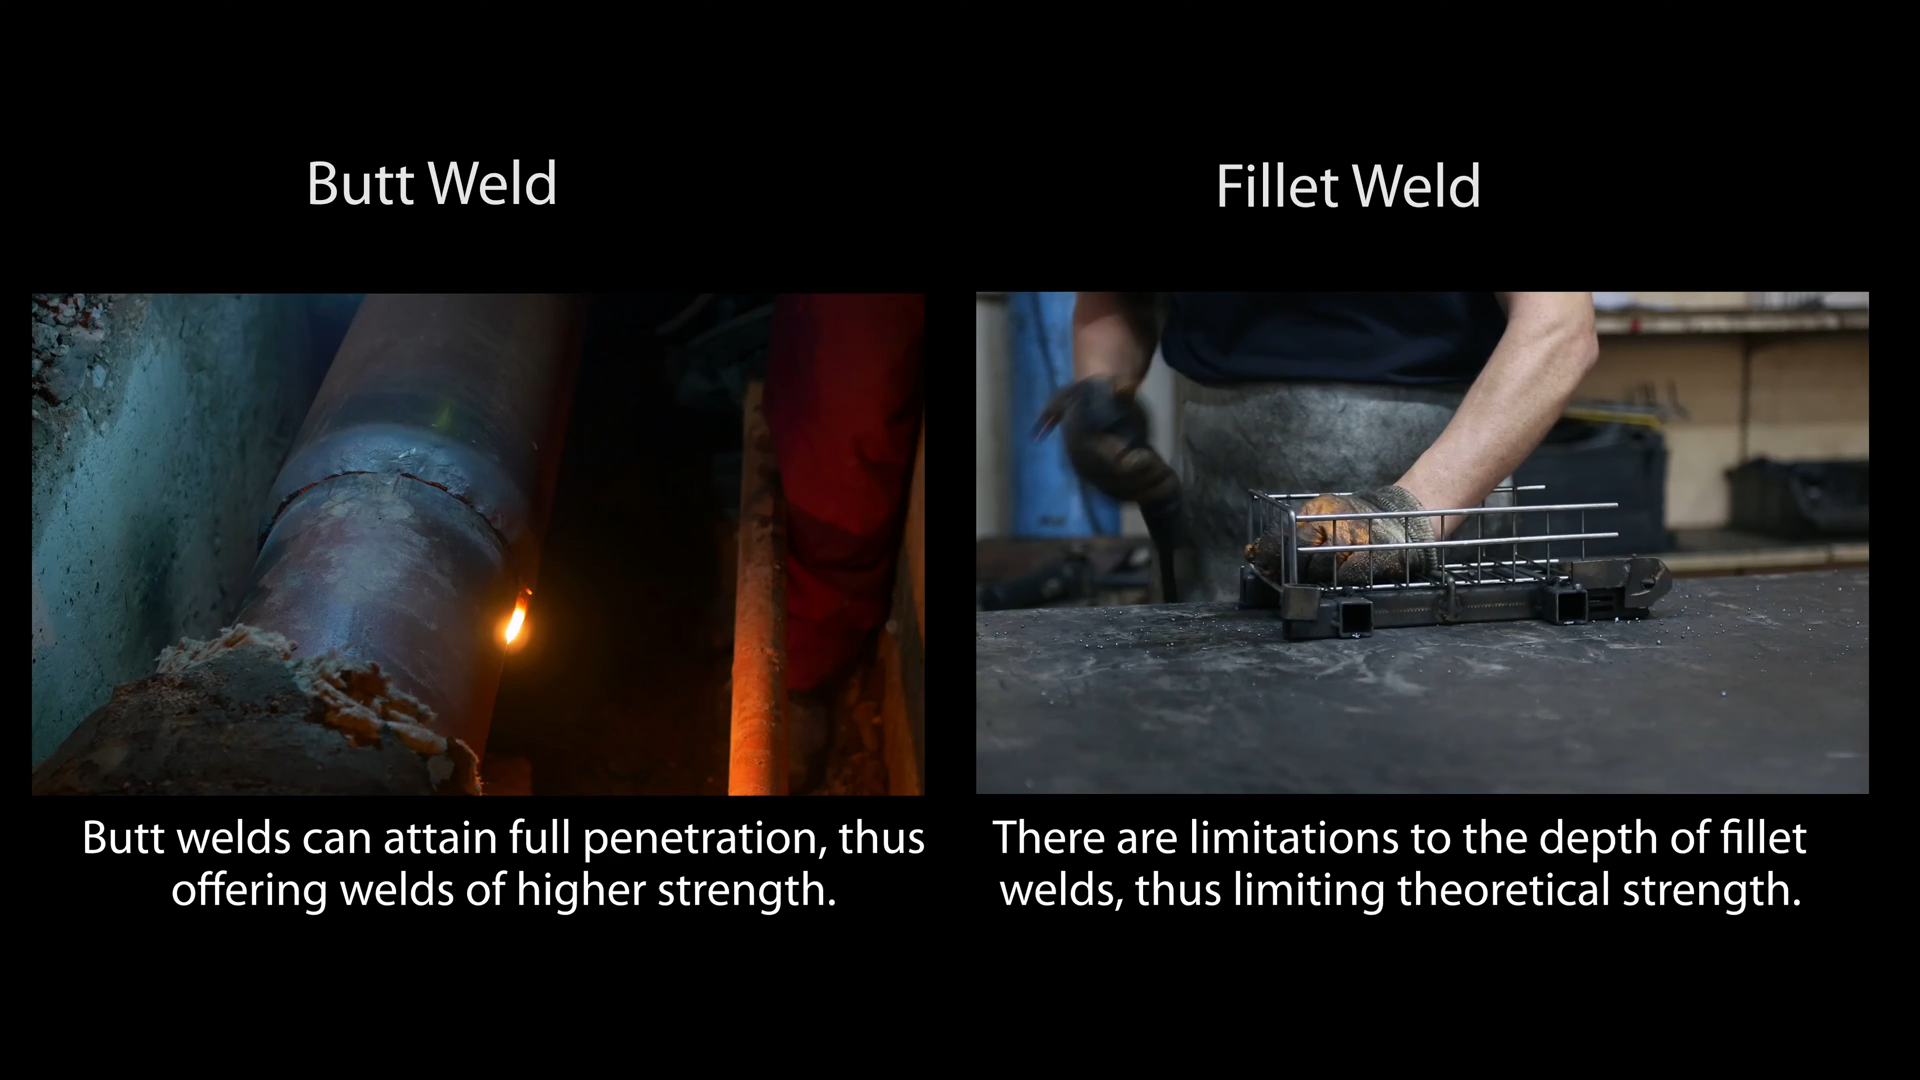 Butt Weld
Fillet Weld
Butt welds can attain full penetration, thus
offering welds of higher strength.
There are limitations to the depth of fillet
welds, thus limiting theoretical strength.